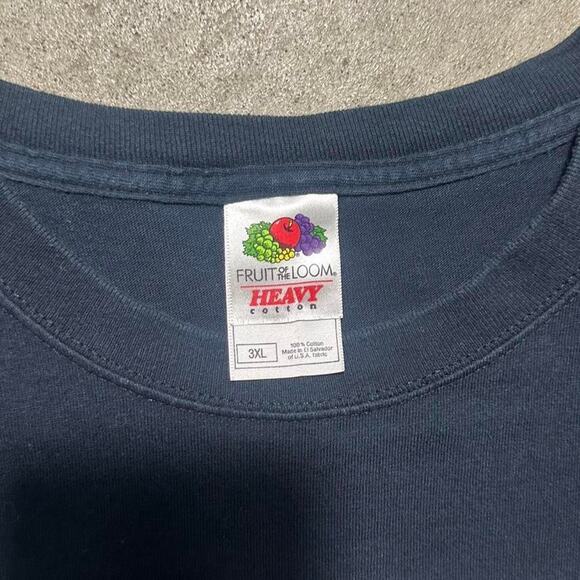 FRUIT OF THE LOOM®
HEAVY
cotton
3XL
100% Cotton
Made in El Salvador
of U.S.A. fabric